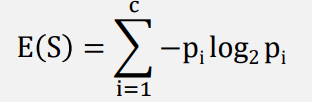 E(S) = ∑_{i=1}^{c} −pᵢ log₂ pᵢ